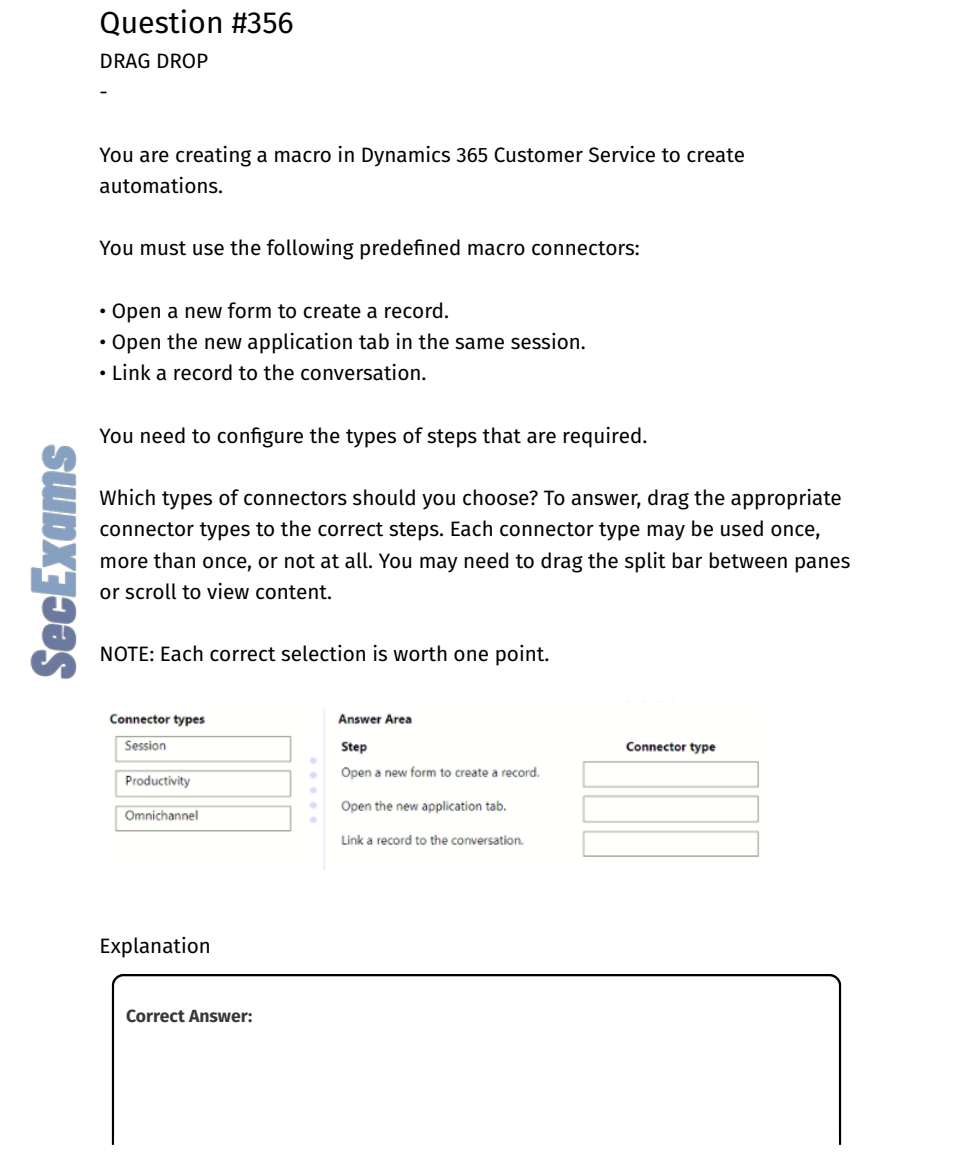 Question #356
DRAG DROP
-
You are creating a macro in Dynamics 365 Customer Service to create
automations.
You must use the following predefined macro connectors:
• Open a new form to create a record.
• Open the new application tab in the same session.
• Link a record to the conversation.
You need to configure the types of steps that are required.
Which types of connectors should you choose? To answer, drag the appropriate
connector types to the correct steps. Each connector type may be used once,
more than once, or not at all. You may need to drag the split bar between panes
or scroll to view content.
NOTE: Each correct selection is worth one point.
SecExams
Connector types
Session
Productivity
Omnichannel
Answer Area
Step
Connector type
Open a new form to create a record.
Open the new application tab.
Link a record to the conversation.
Explanation
Correct Answer: